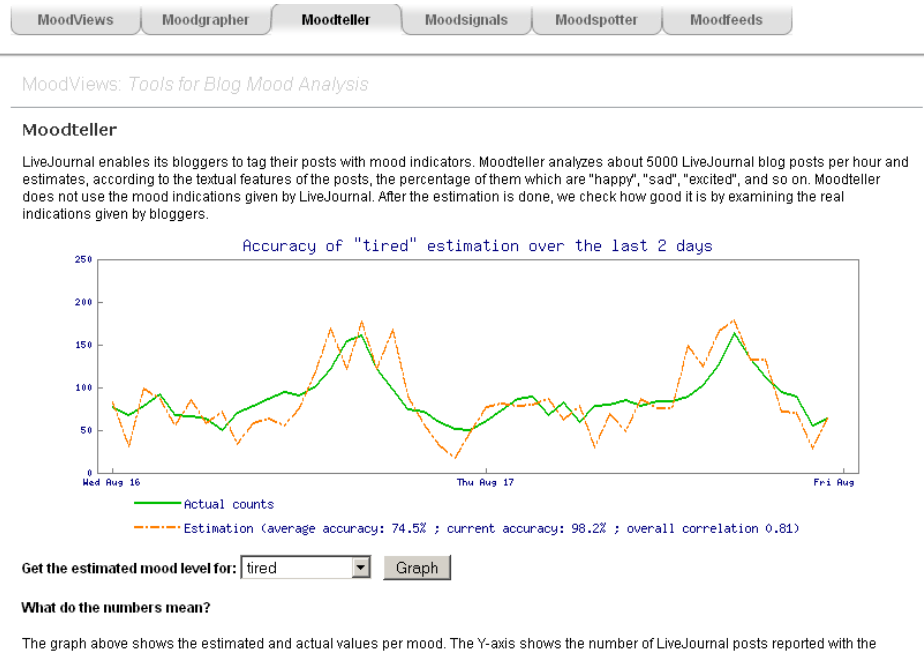 MoodViews Moodgrapher Moodteller Moodsignals Moodspotter Moodfeeds
MoodViews: Tools for Blog Mood Analysis
Moodteller
LiveJournal enables its bloggers to tag their posts with mood indicators. Moodteller analyzes about 5000 LiveJournal blog posts per hour and
estimates, according to the textual features of the posts, the percentage of them which are "happy", "sad", "excited", and so on. Moodteller
does not use the mood indications given by LiveJournal. After the estimation is done, we check how good it is by examining the real
indications given by bloggers.
Accuracy of "tired" estimation over the last 2 days
250
200
150
100
50
0
Wed Aug 16 Thu Aug 17 Fri Aug
Actual counts
Estimation (average accuracy: 74.5% ; current accuracy: 98.2% ; overall correlation 0.81)
Get the estimated mood level for: tired Graph
What do the numbers mean?
The graph above shows the estimated and actual values per mood. The Y-axis shows the number of LiveJournal posts reported with the